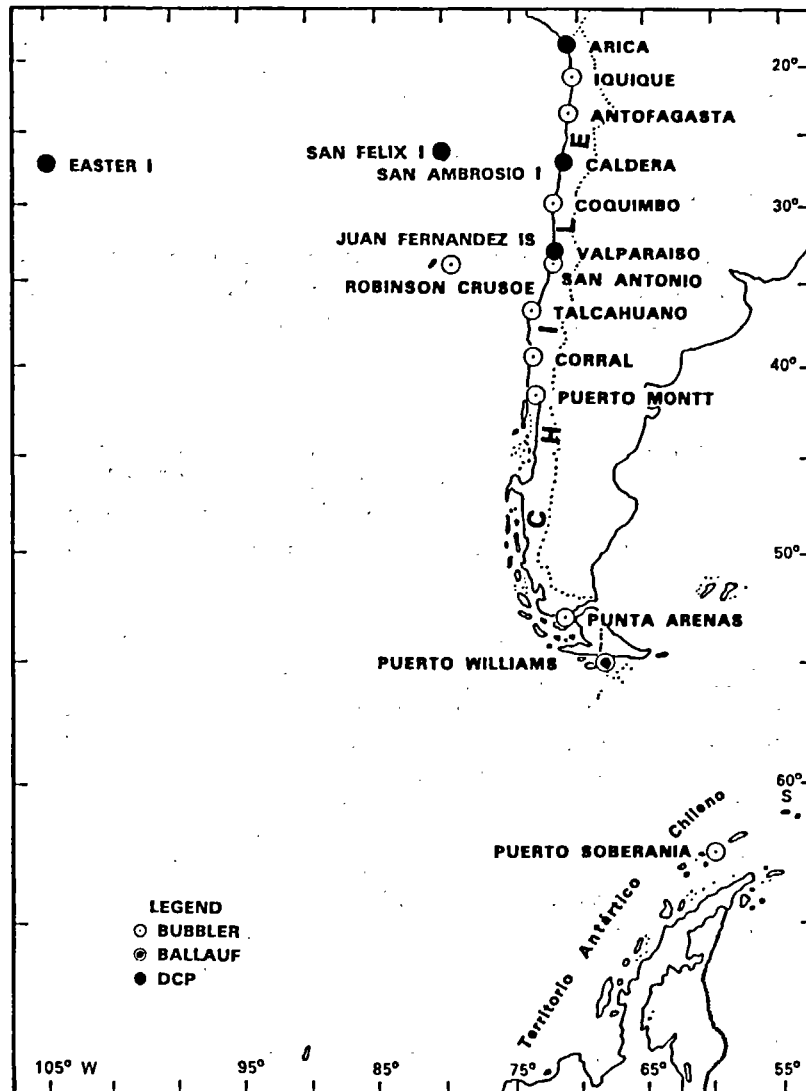 ARICA
20°
IQUIQUE
ANTOFAGASTA
SAN FELIX I
EASTER I
SAN AMBROSIO I
CALDERA
COQUIMBO
30°
JUAN FERNANDEZ IS
VALPARAISO
ROBINSON CRUSOE
SAN ANTONIO
TALCAHUANO
CORRAL
40°
PUERTO MONTT
CHILE
50°
PUNTA ARENAS
PUERTO WILLIAMS
60°
S
Territorio Antártico Chileno
PUERTO SOBERANIA
LEGEND
BUBBLER
BALLAUF
DCP
105° W
95°
85°
75°
65°
55°